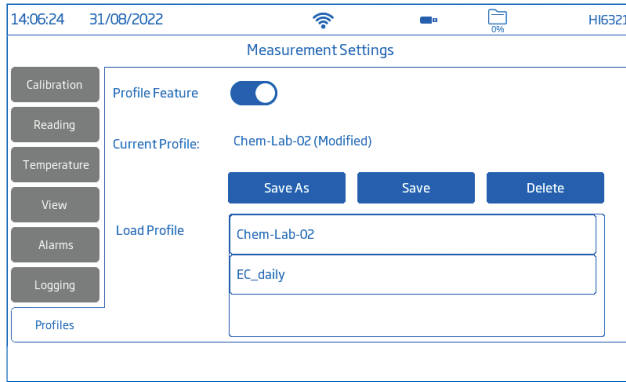 14:06:24 31/08/2022 0% HI6321
Measurement Settings
Calibration
Profile Feature
Reading
Current Profile: Chem-Lab-02 (Modified)
Temperature
Save As Save Delete
View
Load Profile Chem-Lab-02
Alarms
EC_daily
Logging
Profiles